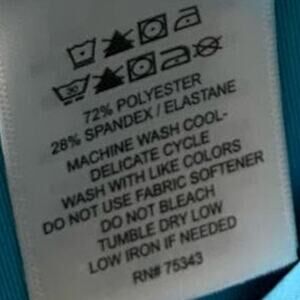 30
72% POLYESTER
28% SPANDEX / ELASTANE
MACHINE WASH COOL-
DELICATE CYCLE
WASH WITH LIKE COLORS
DO NOT USE FABRIC SOFTENER
DO NOT BLEACH
TUMBLE DRY LOW
LOW IRON IF NEEDED
RN# 75343